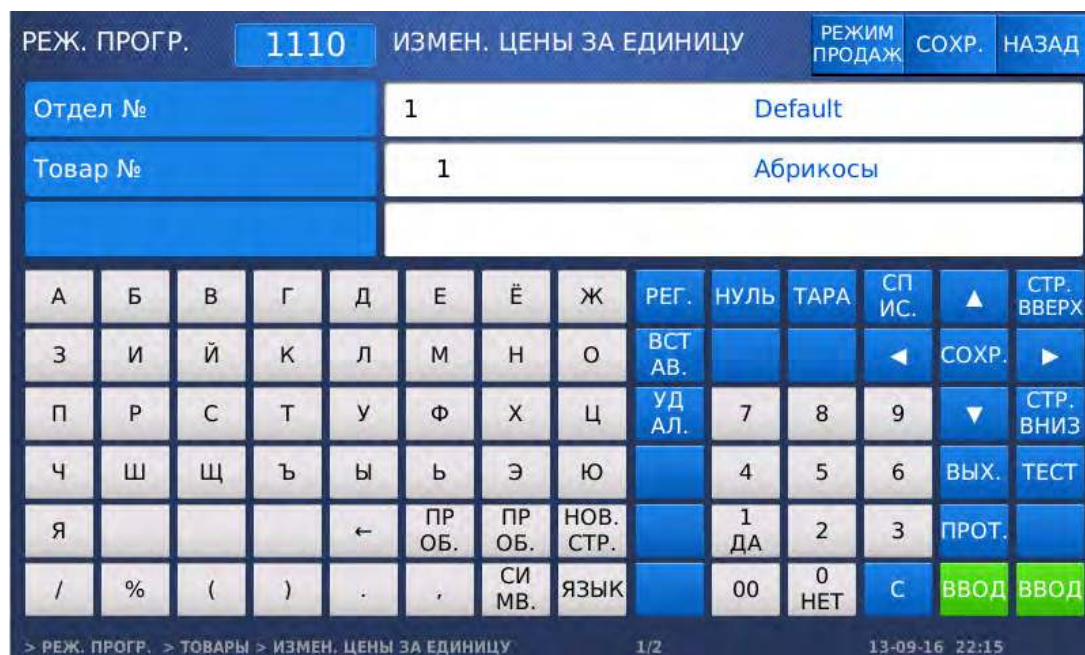 РЕЖ. ПРОГР. 1110 ИЗМЕН. ЦЕНЫ ЗА ЕДИНИЦУ РЕЖИМ ПРОДАЖ СОХР. НАЗАД
Отдел № 1 Default
Товар № 1 Абрикосы
А Б В Г Д Е Ё Ж РЕГ. НУЛЬ ТАРА СП ИС. ▲ СТР. ВВЕРХ
З И Й К Л М Н О ВСТ АВ. ◀ СОХР. ▶
П Р С Т У Ф Х Ц УД АЛ. 7 8 9 ▼ СТР. ВНИЗ
Ч Ш Щ Ъ Ы Ь Э Ю 4 5 6 ВЫХ. ТЕСТ
Я ← ПР ОБ. ПР ОБ. НОВ. СТР. 1 ДА 2 3 ПРОТ.
/ % ( ) . , СИ МВ. ЯЗЫК 00 0 НЕТ С ВВОД ВВОД
> РЕЖ. ПРОГР. > ТОВАРЫ > ИЗМЕН. ЦЕНЫ ЗА ЕДИНИЦУ 1/2 13-09-16 22:15